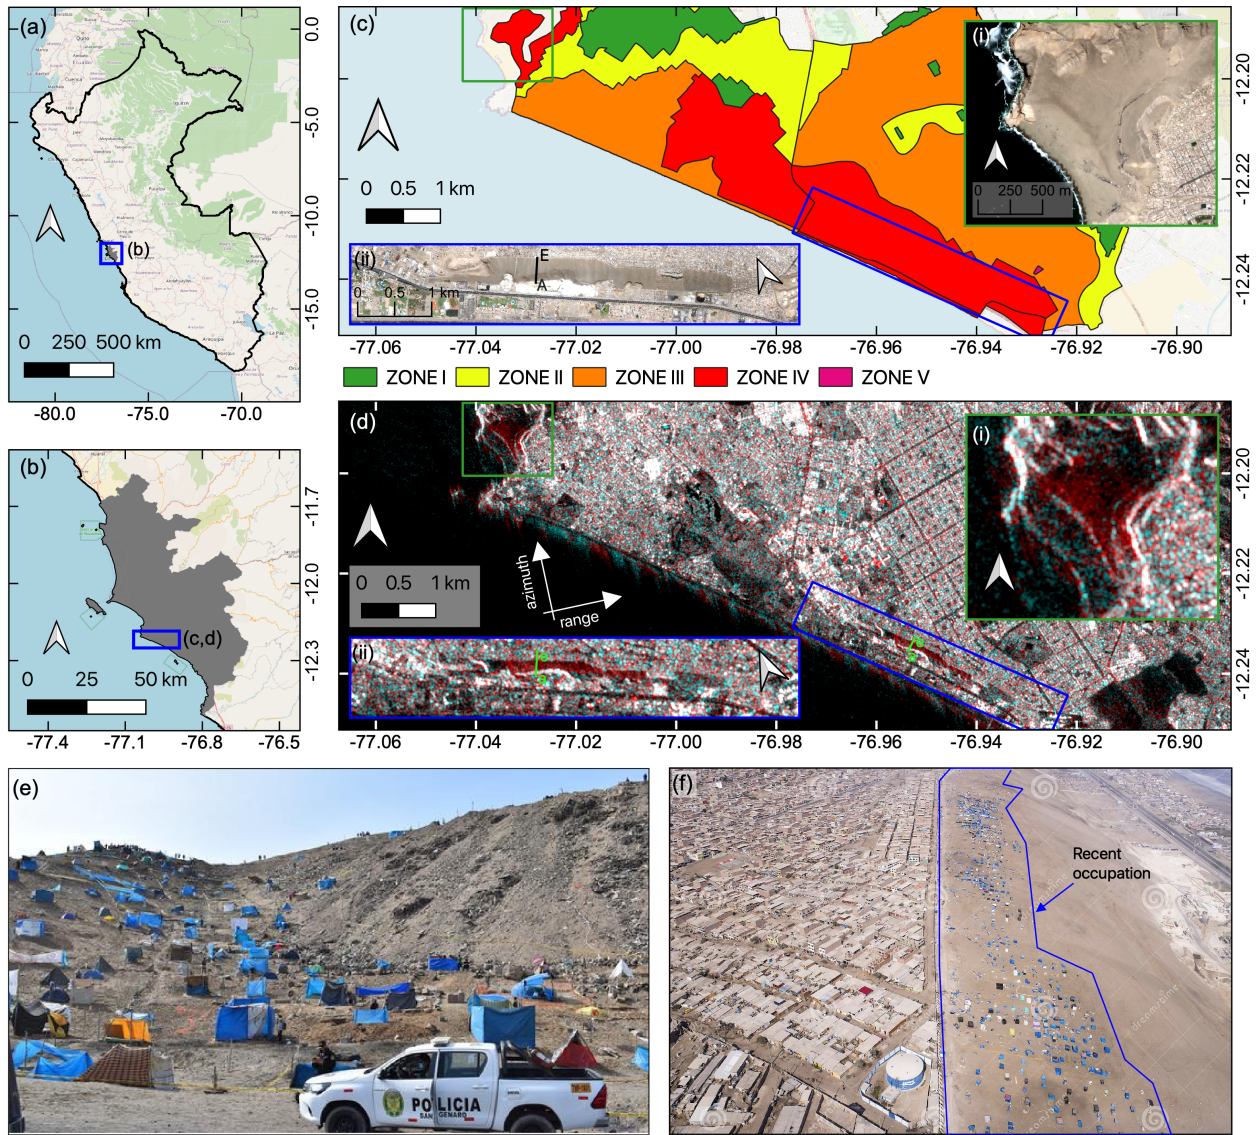 (a)
0.0
-5.0
-10.0
-15.0
(b)
0 250 500 km
-80.0 -75.0 -70.0
(b)
-11.7
-12.0
-12.3
(c,d)
0 25 50 km
-77.4 -77.1 -76.8 -76.5
(c)
(i)
0 250 500 m
0 0.5 1 km
(ii)
E
A
0 0.5 1 km
-12.20
-12.22
-12.24
-77.06 -77.04 -77.02 -77.00 -76.98 -76.96 -76.94 -76.92 -76.90
ZONE I ZONE II ZONE III ZONE IV ZONE V
(d)
(i)
azimuth
range
0 0.5 1 km
(ii)
-12.20
-12.22
-12.24
-77.06 -77.04 -77.02 -77.00 -76.98 -76.96 -76.94 -76.92 -76.90
(e)
POLICIA
SAN GENARO
(f)
Recent
occupation
dreamstime